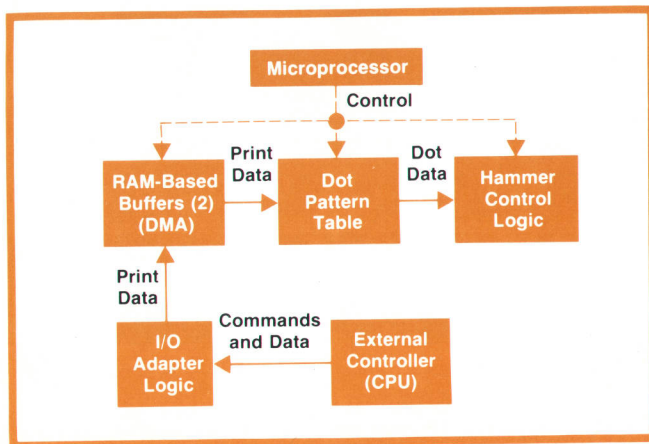 Microprocessor
Control
Print
Data
Dot
Data
RAM-Based
Buffers (2)
(DMA)
Dot
Pattern
Table
Hammer
Control
Logic
Print
Data
Commands
and Data
I/O
Adapter
Logic
External
Controller
(CPU)